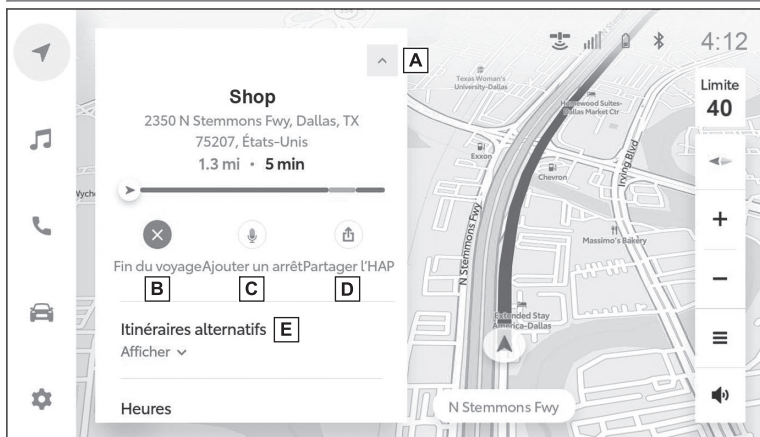 4:12
A
Shop
2350 N Stemmons Fwy, Dallas, TX
75207, États-Unis
1.3 mi • 5 min
Fin du voyage
Ajouter un arrêt
Partager l'HAP
B
C
D
Itinéraires alternatifs
E
Afficher
Heures
Texas Woman's
University-Dallas
Homewood Suites-
Dallas Market Ctr
Exxon
Chevron
Irving Blvd
Massimo's Bakery
N Stemmons Fwy
Extended Stay
America-Dallas
N Stemmons Fwy
Limite
40